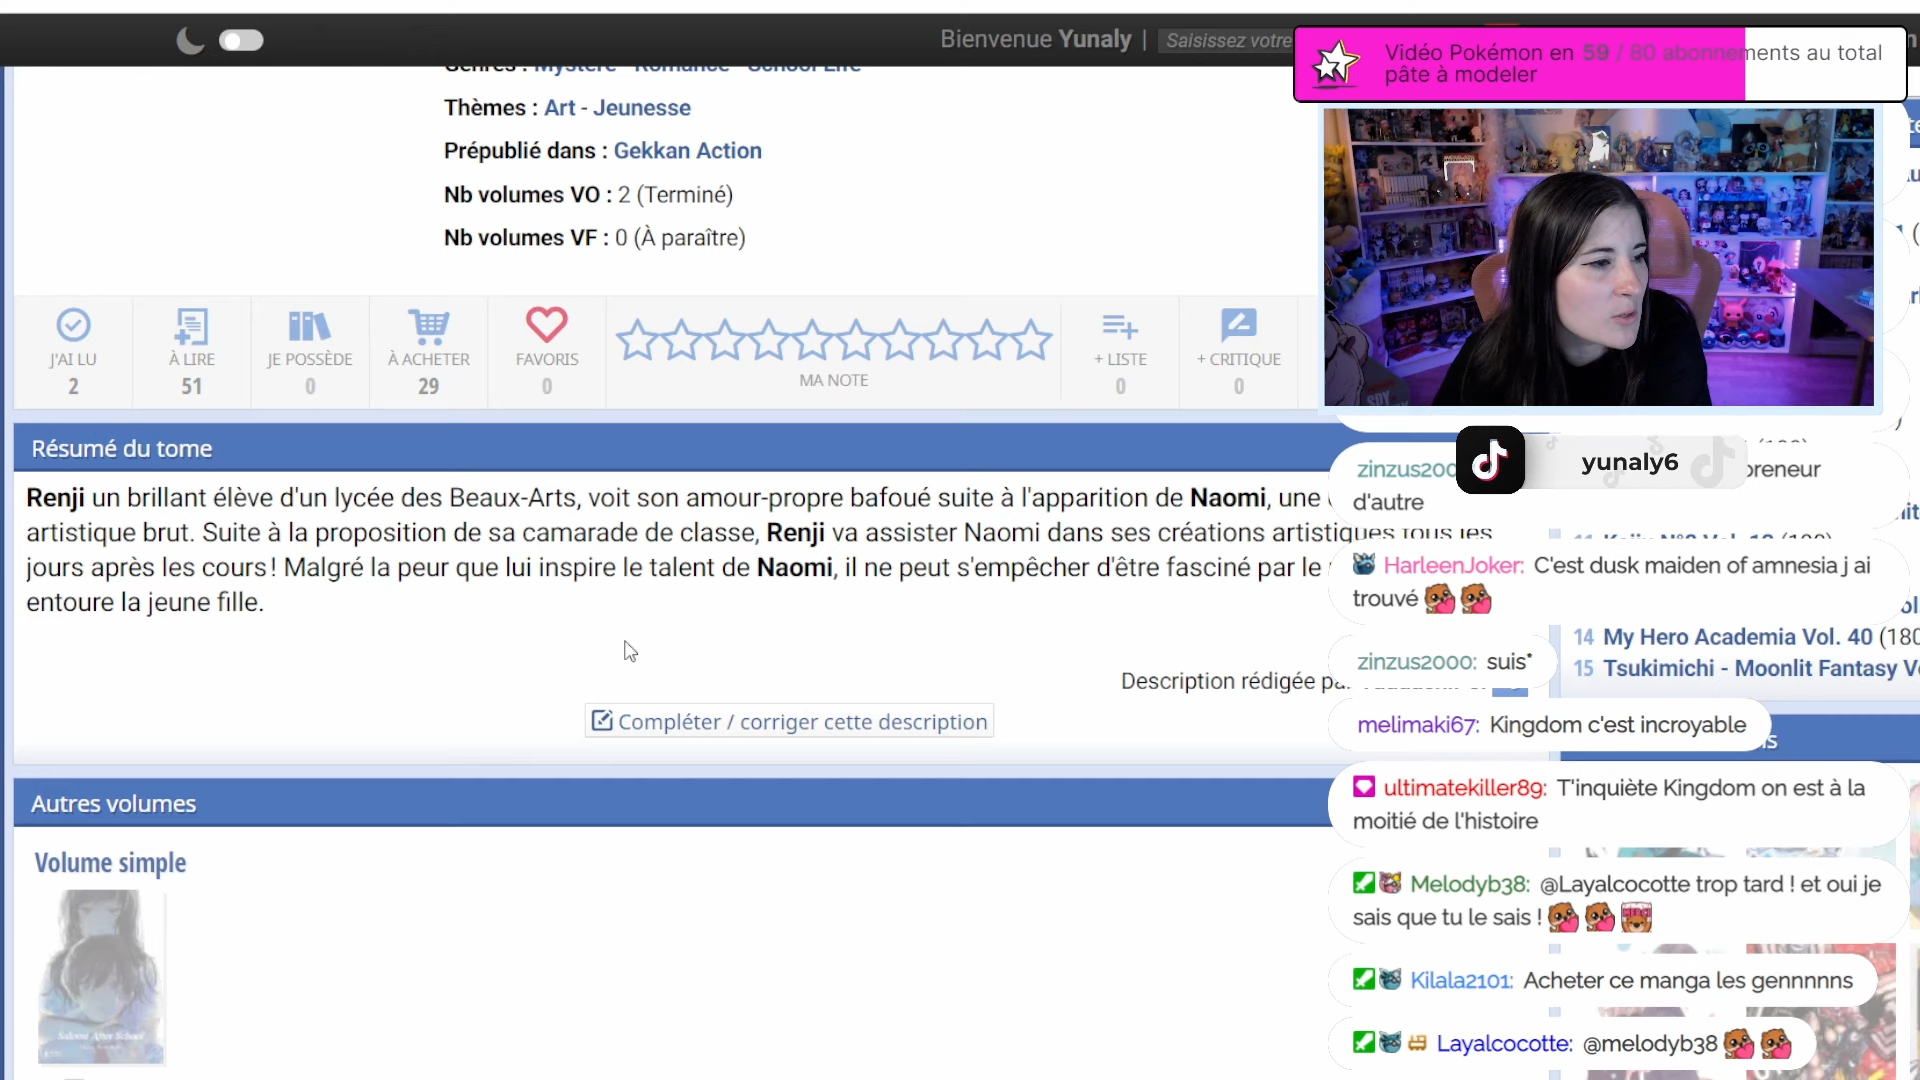 Bienvenue Yunaly | Saisissez votre
Vidéo Pokémon en 59 / 80 abonnements au total
pâte à modeler
Genres : Mystère - Romance - School Life
Thèmes : Art - Jeunesse
Prépublié dans : Gekkan Action
Nb volumes VO : 2 (Terminé)
Nb volumes VF : 0 (À paraître)
J'AI LU
2
À LIRE
51
JE POSSÈDE
0
À ACHETER
29
FAVORIS
0
MA NOTE
+ LISTE
0
+ CRITIQUE
0
Résumé du tome
Renji un brillant élève d'un lycée des Beaux-Arts, voit son amour-propre bafoué suite à l'apparition de Naomi, une
artistique brut. Suite à la proposition de sa camarade de classe, Renji va assister Naomi dans ses créations artistiques tous les
jours après les cours ! Malgré la peur que lui inspire le talent de Naomi, il ne peut s'empêcher d'être fasciné par le
entoure la jeune fille.
Description rédigée
Compléter / corriger cette description
Autres volumes
Volume simple
Salome After School
yunaly6
zinzus200 preneur
d'autre
HarleenJoker: C'est dusk maiden of amnesia j ai
trouvé
zinzus2000: suis*
melimaki67: Kingdom c'est incroyable
ultimatekiller89: T'inquiète Kingdom on est à la
moitié de l'histoire
Melodyb38: @Layalcocotte trop tard ! et oui je
sais que tu le sais !
Kilala2101: Acheter ce manga les gennnnns
Layalcocotte: @melodyb38
14 My Hero Academia Vol. 40 (180
15 Tsukimichi - Moonlit Fantasy V